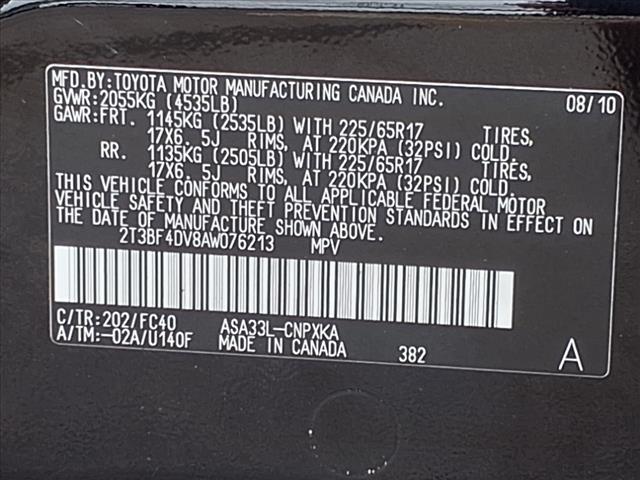 MFD.BY:TOYOTA MOTOR MANUFACTURING CANADA INC. 08/10
GVWR:2055KG (4535LB)
GAWR:FRT. 1145KG (2535LB) WITH 225/65R17 TIRES,
17X6. 5J RIMS, AT 220KPA (32PSI) COLD.
RR. 1135KG (2505LB) WITH 225/65R17 TIRES,
17X6. 5J RIMS, AT 220KPA (32PSI) COLD.
THIS VEHICLE CONFORMS TO ALL APPLICABLE FEDERAL MOTOR
VEHICLE SAFETY AND THEFT PREVENTION STANDARDS IN EFFECT ON
THE DATE OF MANUFACTURE SHOWN ABOVE.
2T3BF4DV8AW076213 MPV
C/TR:202/FC40 ASA33L-CNPXKA
A/TM:-02A/U140F MADE IN CANADA 382 A